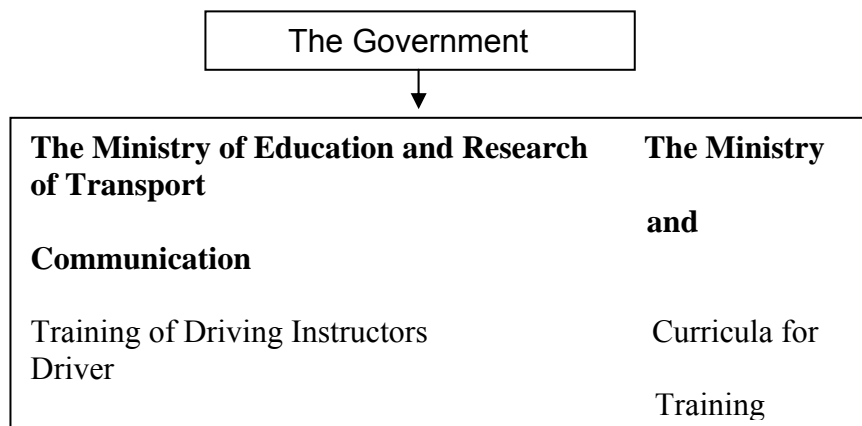 The Government
The Ministry of Education and Research The Ministry
of Transport
and
Communication
Training of Driving Instructors Curricula for
Driver
Training